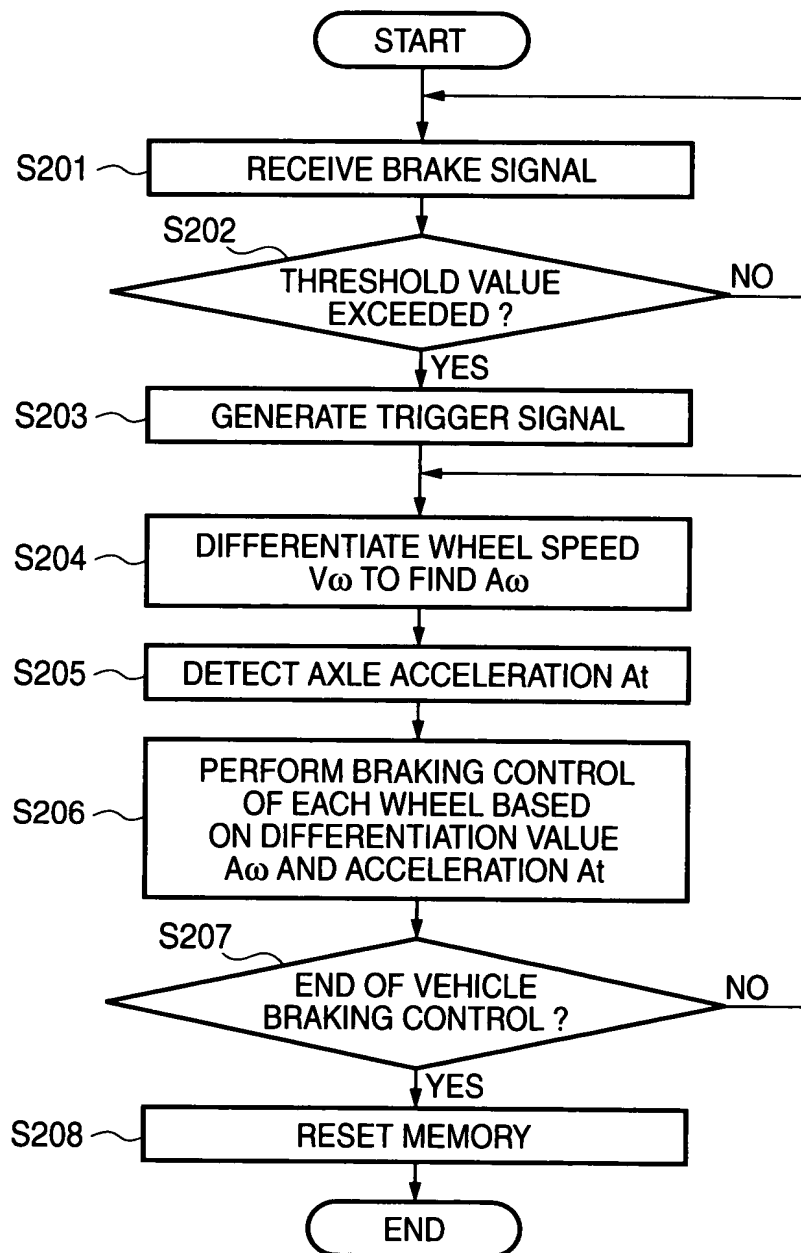 START
S201
RECEIVE BRAKE SIGNAL
S202
THRESHOLD VALUE
EXCEEDED ?
NO
YES
S203
GENERATE TRIGGER SIGNAL
S204
DIFFERENTIATE WHEEL SPEED
Vω TO FIND Aω
S205
DETECT AXLE ACCELERATION At
S206
PERFORM BRAKING CONTROL
OF EACH WHEEL BASED
ON DIFFERENTIATION VALUE
Aω AND ACCELERATION At
S207
END OF VEHICLE
BRAKING CONTROL ?
NO
YES
S208
RESET MEMORY
END